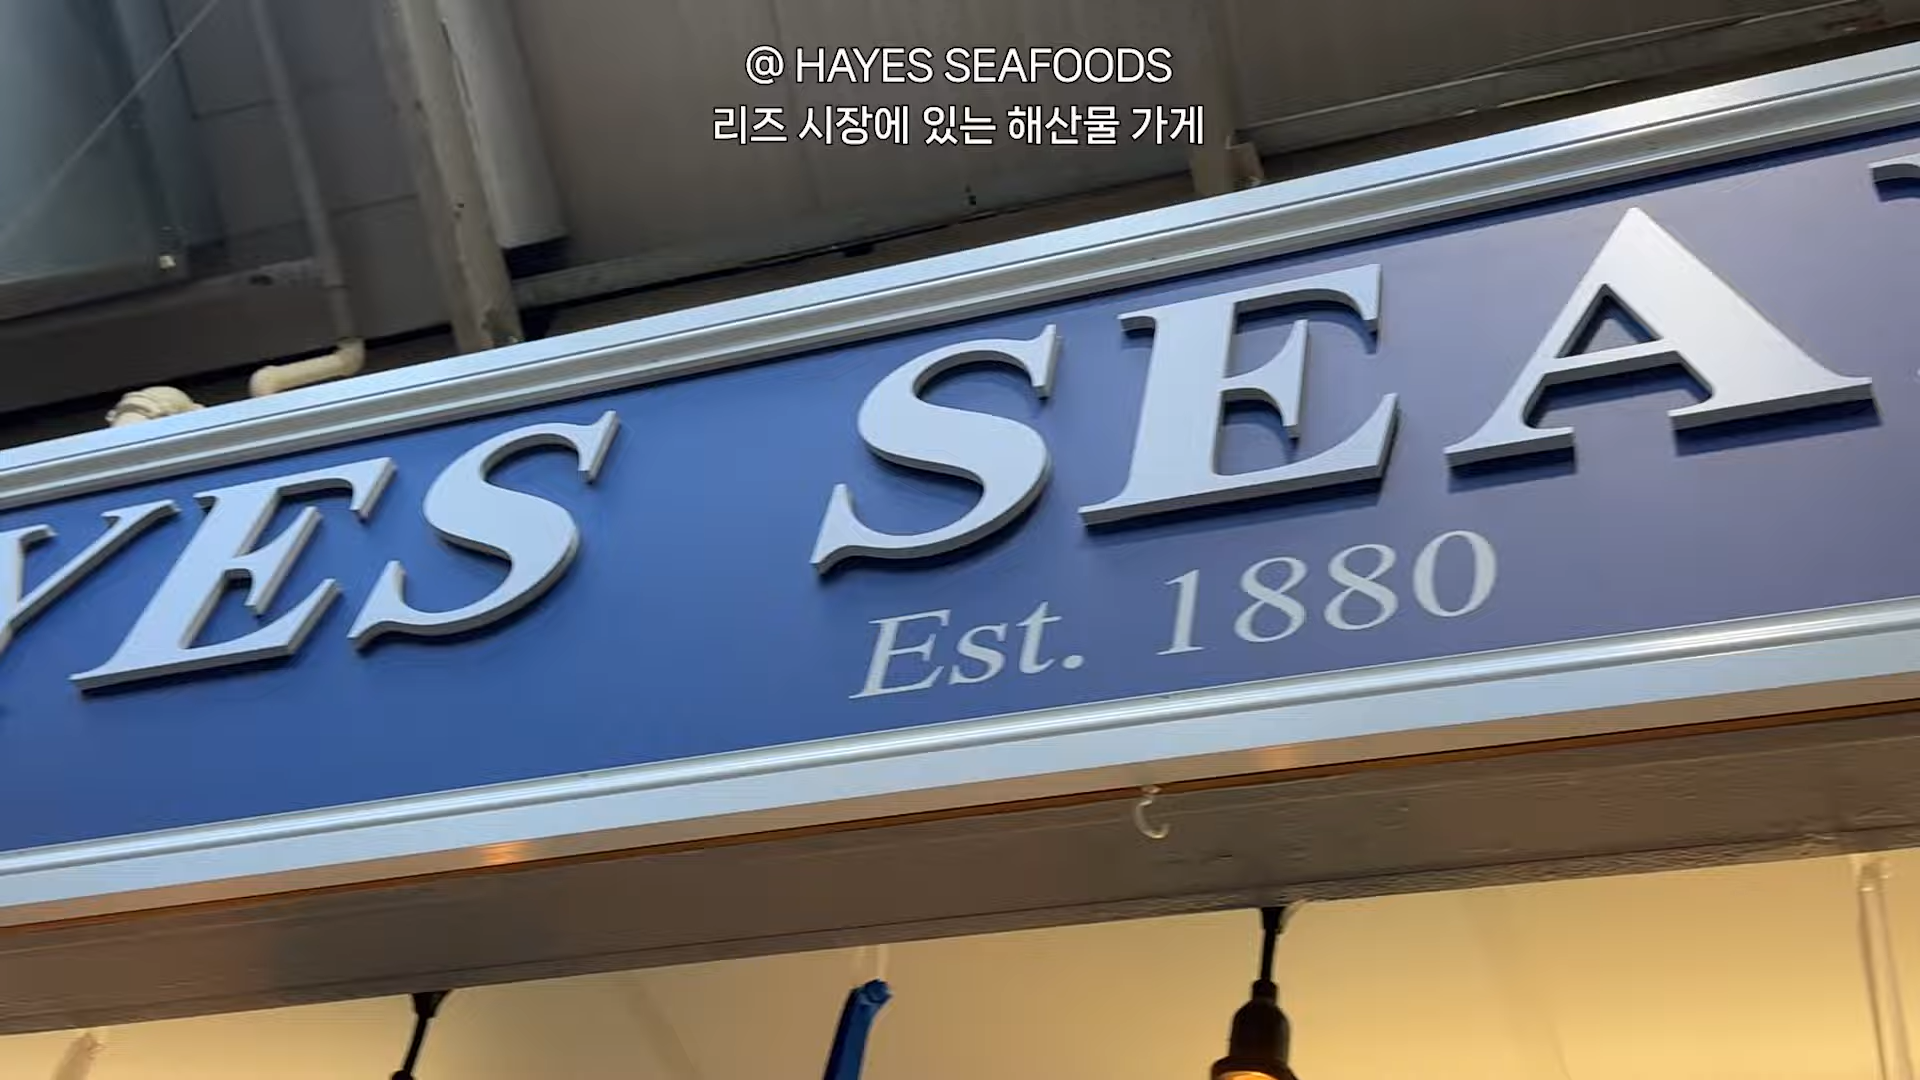 @ HAYES SEAFOODS
리즈 시장에 있는 해산물 가게
YES SEA
Est. 1880